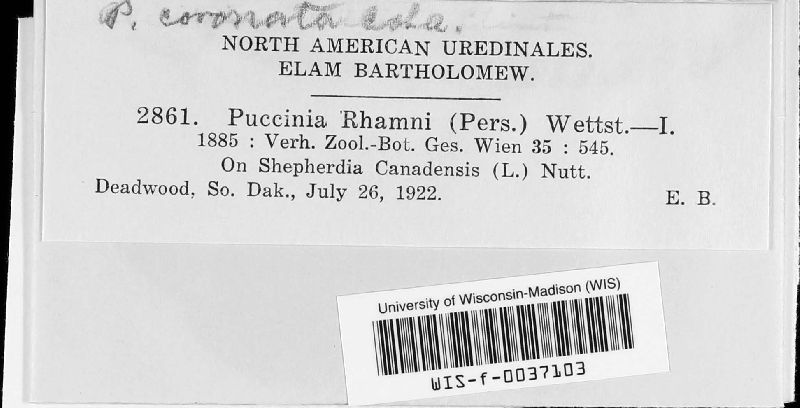 P. coronata Cda.
NORTH AMERICAN UREDINALES.
ELAM BARTHOLOMEW.
2861. Puccinia Rhamni (Pers.) Wettst.—I.
1885 : Verh. Zool.-Bot. Ges. Wien 35 : 545.
On Shepherdia Canadensis (L.) Nutt.
Deadwood, So. Dak., July 26, 1922. E. B.
University of Wisconsin-Madison (WIS)
WIS-f-0037103